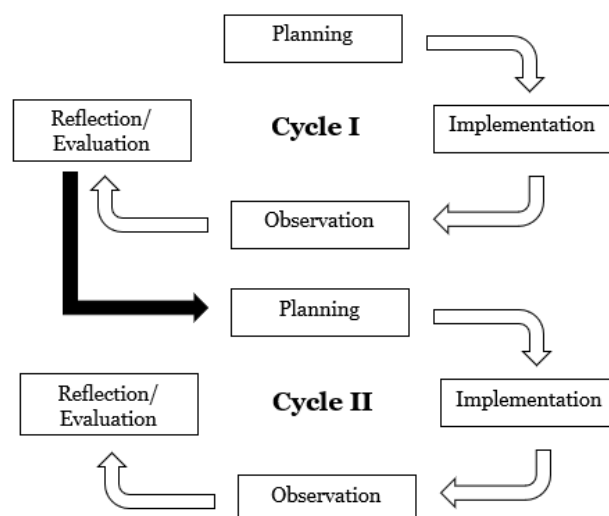 Planning
Reflection/
Evaluation
Cycle I
Implementation
Observation
Planning
Reflection/
Evaluation
Cycle II
Implementation
Observation